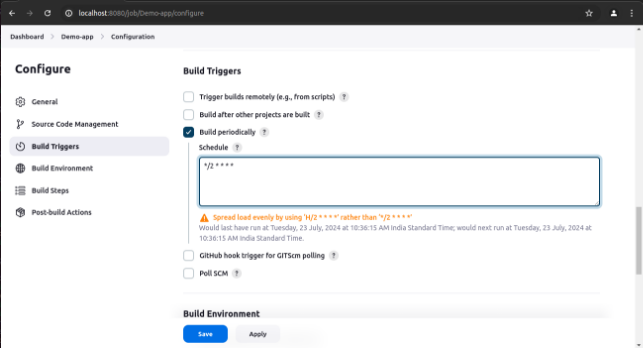 localhost:8080/job/Demo-app/configure
Dashboard > Demo-app > Configuration
Configure
General
Source Code Management
Build Triggers
Build Environment
Build Steps
Post-build Actions
Build Triggers
Trigger builds remotely (e.g., from scripts) ?
Build after other projects are built ?
Build periodically ?
Schedule ?
*/2 * * * *
Spread load evenly by using 'H/2 * * * *' rather than '*/2 * * * *'
Would last have run at Tuesday, 23 July, 2024 at 10:36:15 AM India Standard Time; would next run at Tuesday, 23 July, 2024 at
10:36:15 AM India Standard Time.
GitHub hook trigger for GITScm polling ?
Poll SCM ?
Build Environment
Save
Apply